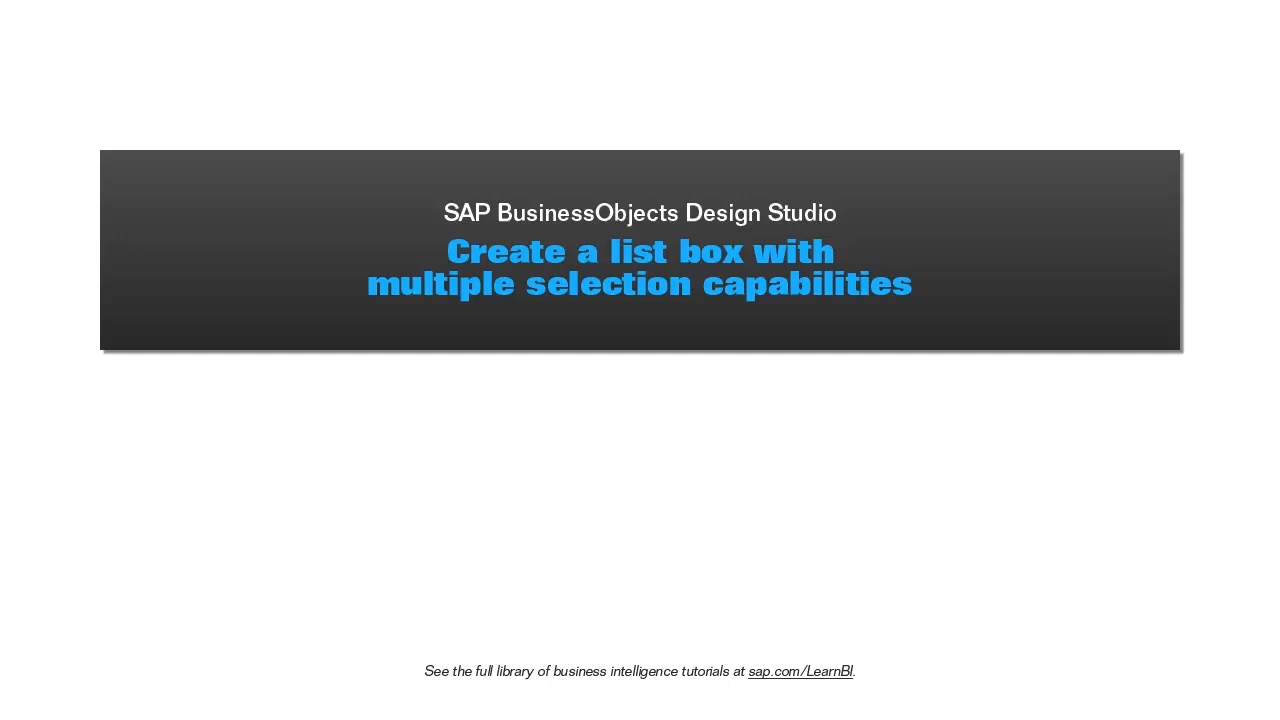 SAP BusinessObjects Design Studio
Create a list box with
multiple selection capabilities
See the full library of business intelligence tutorials at sap.com/LearnBI.